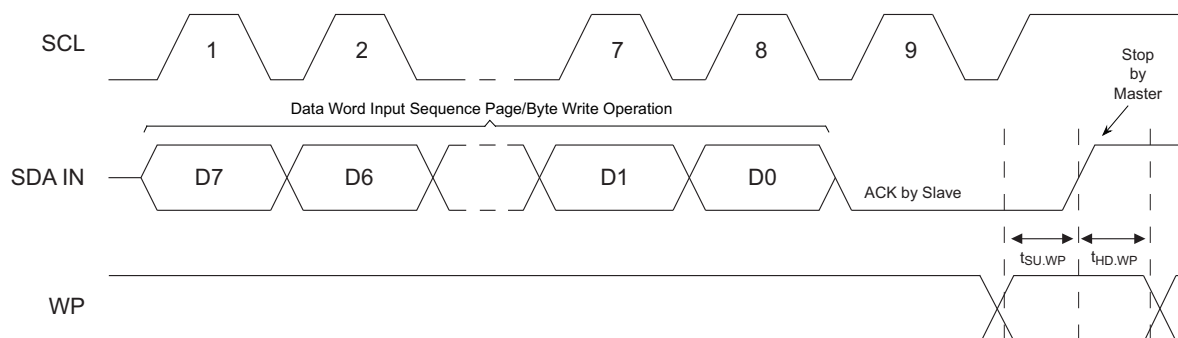 SCL
1
2
7
8
9
Stop
by
Master
Data Word Input Sequence Page/Byte Write Operation
SDA IN
D7
D6
D1
D0
ACK by Slave
tSU.WP
tHD.WP
WP